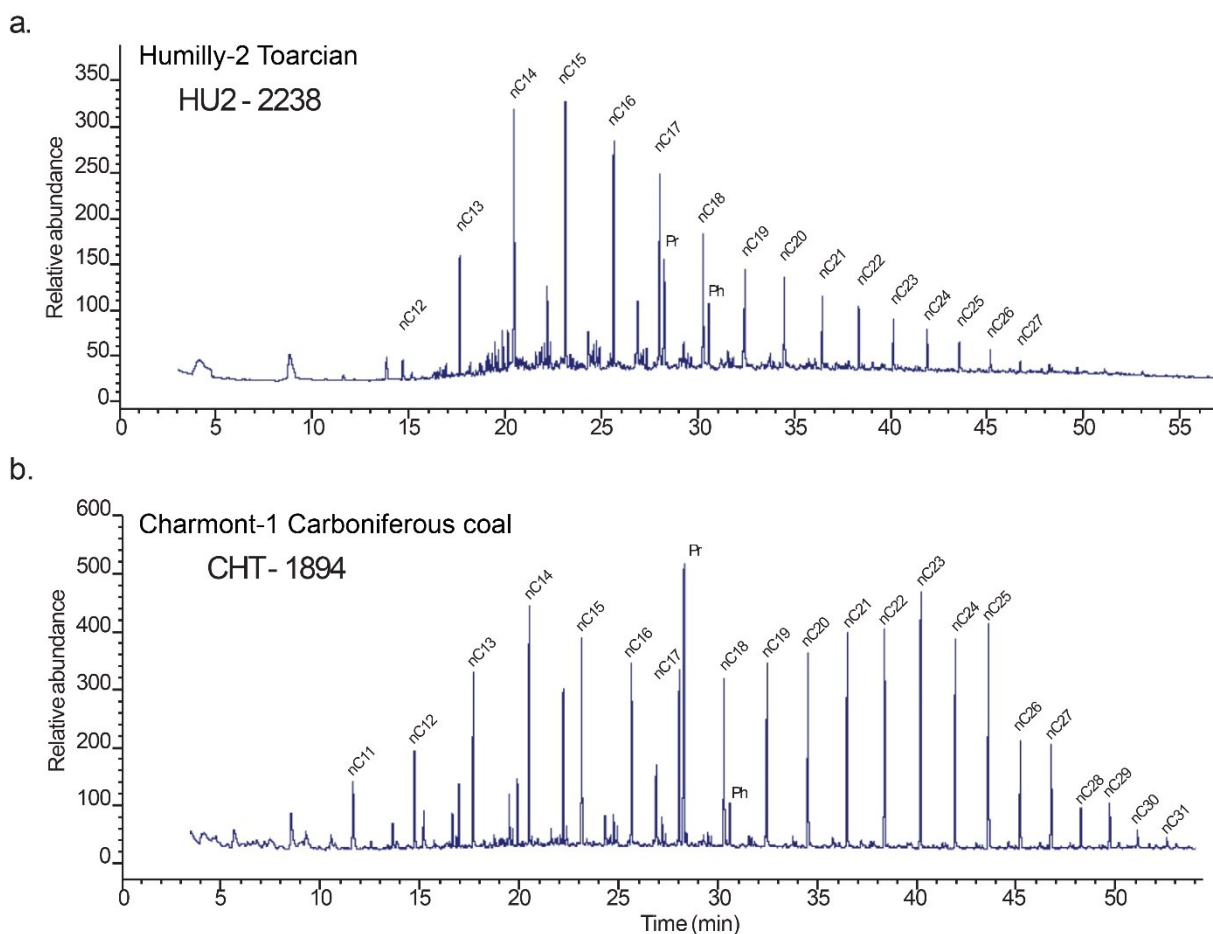 a.
Humilly-2 Toarcian
HU2 - 2238
Relative abundance
350
300
250
200
150
100
50
0
nC12
nC13
nC14
nC15
nC16
nC17
Pr
nC18
Ph
nC19
nC20
nC21
nC22
nC23
nC24
nC25
nC26
nC27
0 5 10 15 20 25 30 35 40 45 50 55
b.
Charmont-1 Carboniferous coal
CHT - 1894
Relative abundance
600
500
400
300
200
100
0
nC11
nC12
nC13
nC14
nC15
nC16
nC17
Pr
nC18
Ph
nC19
nC20
nC21
nC22
nC23
nC24
nC25
nC26
nC27
nC28
nC29
nC30
nC31
0 5 10 15 20 25 30 35 40 45 50
Time (min)